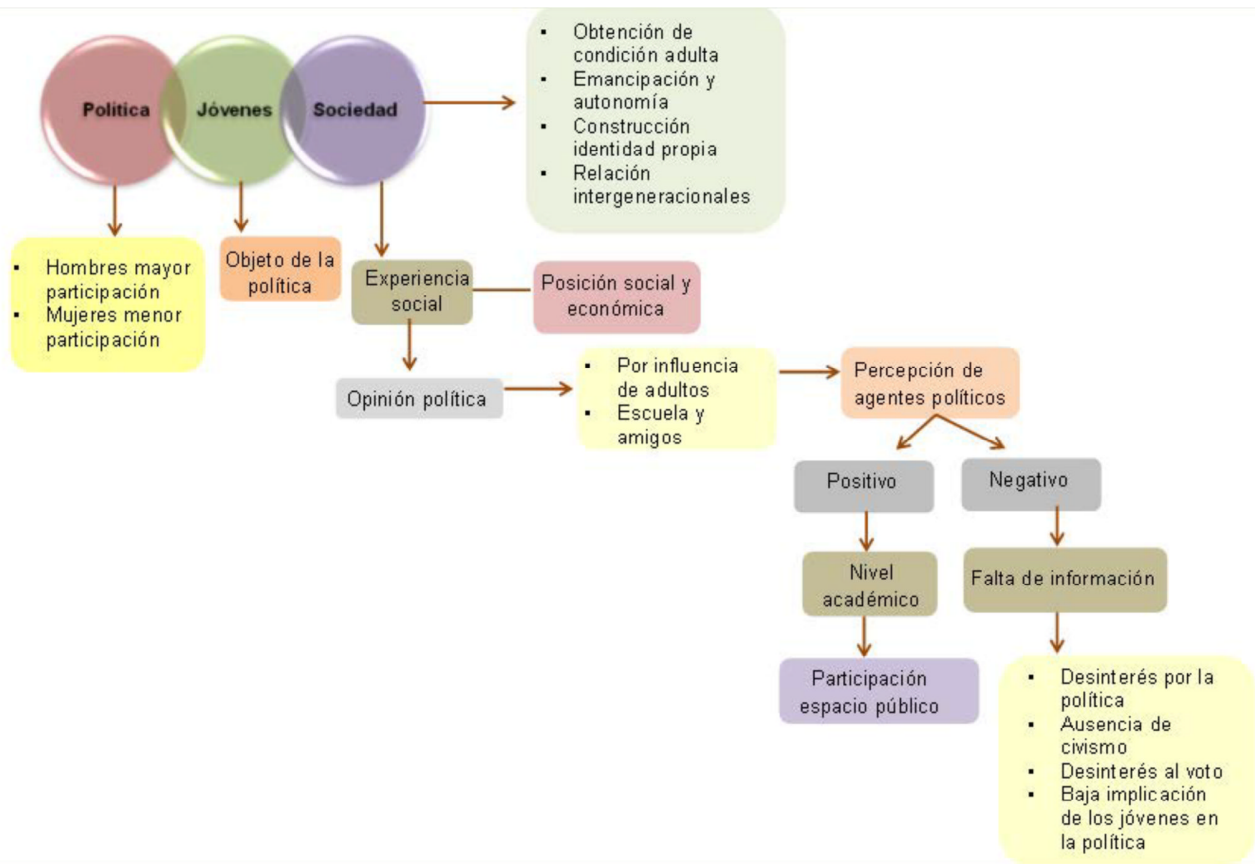 Política
Jóvenes
Sociedad
▪ Obtención de
condición adulta
▪ Emancipación y
autonomía
▪ Construcción
identidad propia
▪ Relación
intergeneracionales
▪ Hombres mayor
participación
▪ Mujeres menor
participación
Objeto de la
política
Experiencia
social
Posición social y
económica
Opinión política
▪ Por influencia
de adultos
▪ Escuela y
amigos
Percepción de
agentes políticos
Positivo
Negativo
Nivel
académico
Falta de información
Participación
espacio público
▪ Desinterés por la
política
▪ Ausencia de
civismo
▪ Desinterés al voto
▪ Baja implicación
de los jóvenes en
la política